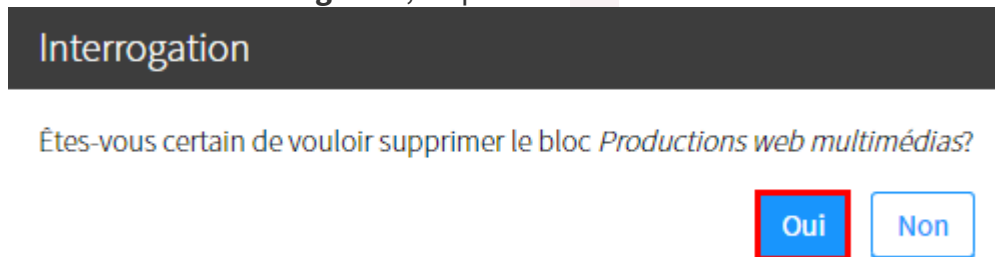 Interrogation
Êtes-vous certain de vouloir supprimer le bloc Productions web multimédias?
Oui Non